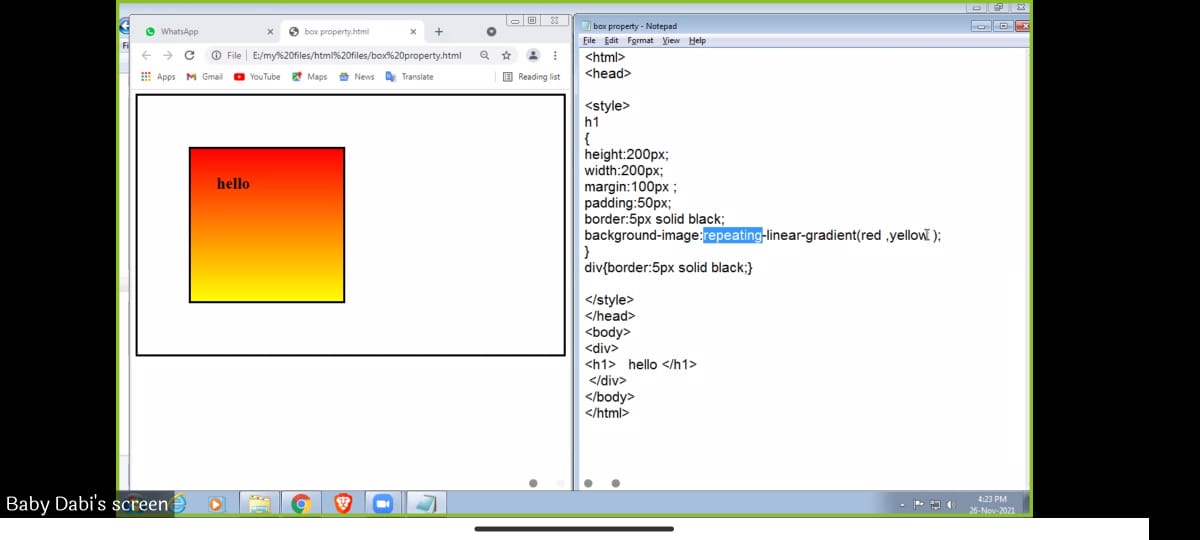 WhatsApp
box property.html
File
E:/my%20files/html%20files/box%20property.html
Apps
Gmail
YouTube
Maps
News
Translate
Reading list
hello
box property - Notepad
File Edit Format View Help
<html>
<head>
<style>
h1
{
height:200px;
width:200px;
margin:100px ;
padding:50px;
border:5px solid black;
background-image:repeating-linear-gradient(red ,yellow );
}
div{border:5px solid black;}
</style>
</head>
<body>
<div>
<h1> hello </h1>
</div>
</body>
</html>
Baby Dabi's screen
4:23 PM
26-Nov-2021